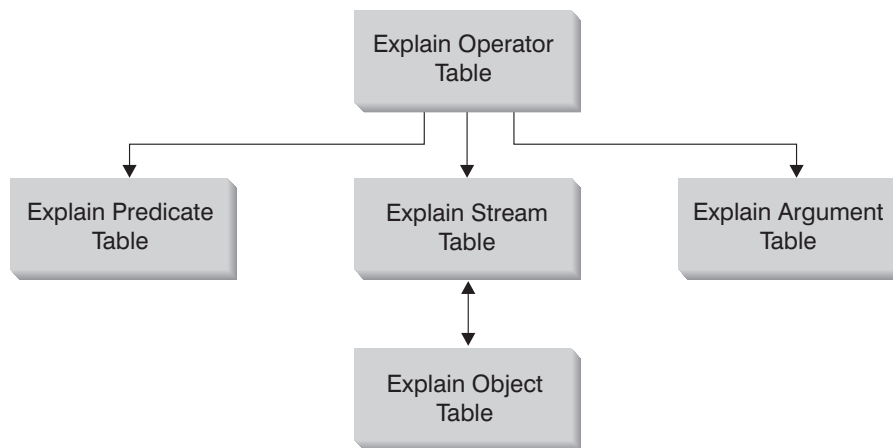 Explain Operator
Table
Explain Predicate
Table
Explain Stream
Table
Explain Argument
Table
Explain Object
Table